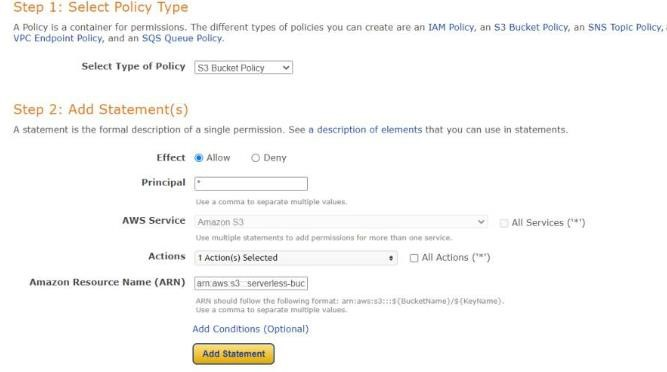 Step 1: Select Policy Type
A Policy is a container for permissions. The different types of policies you can create are an IAM Policy, an S3 Bucket Policy, an SNS Topic Policy, a
VPC Endpoint Policy, and an SQS Queue Policy.
Select Type of Policy S3 Bucket Policy
Step 2: Add Statement(s)
A statement is the formal description of a single permission. See a description of elements that you can use in statements.
Effect Allow Deny
Principal *
Use a comma to separate multiple values.
AWS Service Amazon S3 All Services ('*')
Use multiple statements to add permissions for more than one service.
Actions 1 Action(s) Selected All Actions ('*')
Amazon Resource Name (ARN) arn:aws:s3:::serverless-buc
ARN should follow the following format: arn:aws:s3:::${BucketName}/${KeyName}.
Use a comma to separate multiple values.
Add Conditions (Optional)
Add Statement